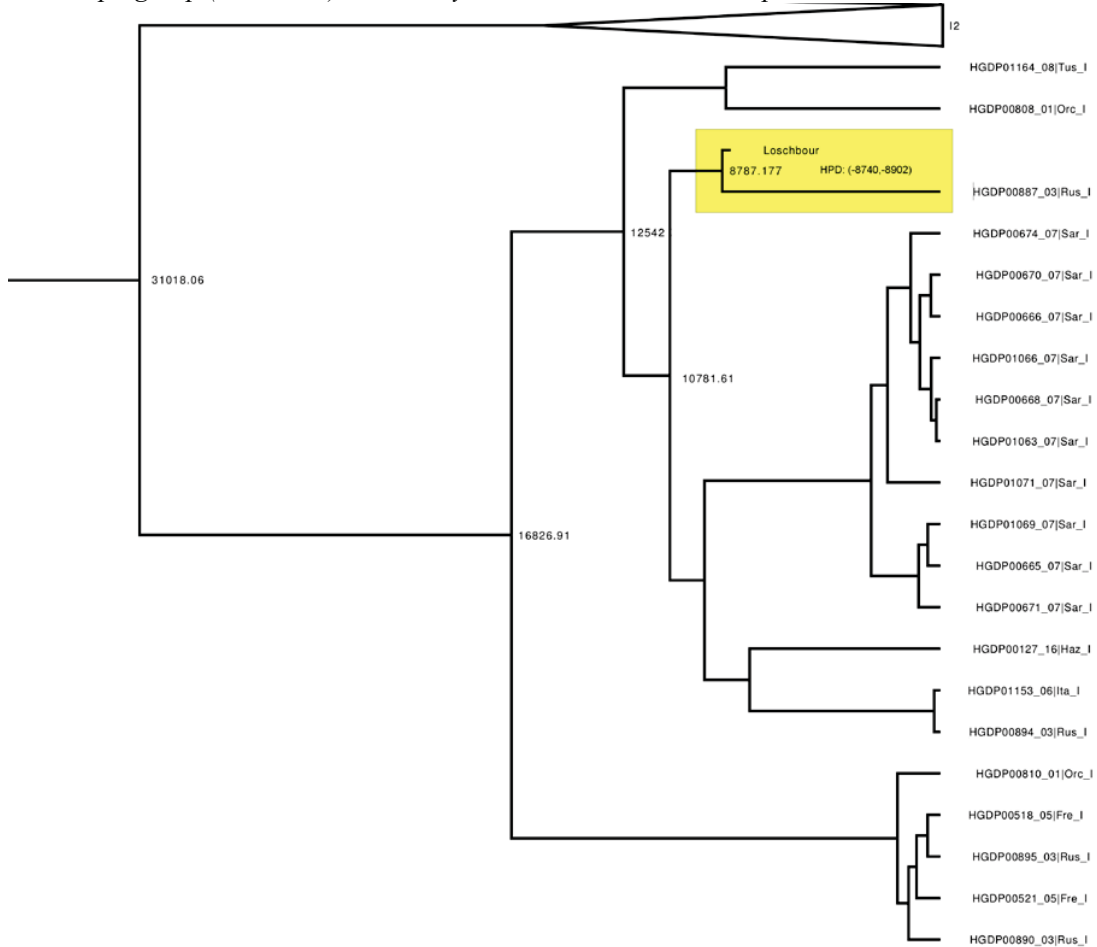 I2
HGDP01164_08|Tus_I
HGDP00808_01|Orc_I
Loschbour
8787.177 HPD: (-8740,-8902)
HGDP00887_03|Rus_I
HGDP00674_07|Sar_I
12542
HGDP00670_07|Sar_I
31018.06
HGDP00666_07|Sar_I
HGDP01066_07|Sar_I
10781.61
HGDP00668_07|Sar_I
HGDP01063_07|Sar_I
HGDP01071_07|Sar_I
HGDP01069_07|Sar_I
16826.91
HGDP00665_07|Sar_I
HGDP00671_07|Sar_I
HGDP00127_16|Haz_I
HGDP01153_06|Ita_I
HGDP00894_03|Rus_I
HGDP00810_01|Orc_I
HGDP00518_05|Fre_I
HGDP00895_03|Rus_I
HGDP00521_05|Fre_I
HGDP00890_03|Rus_I